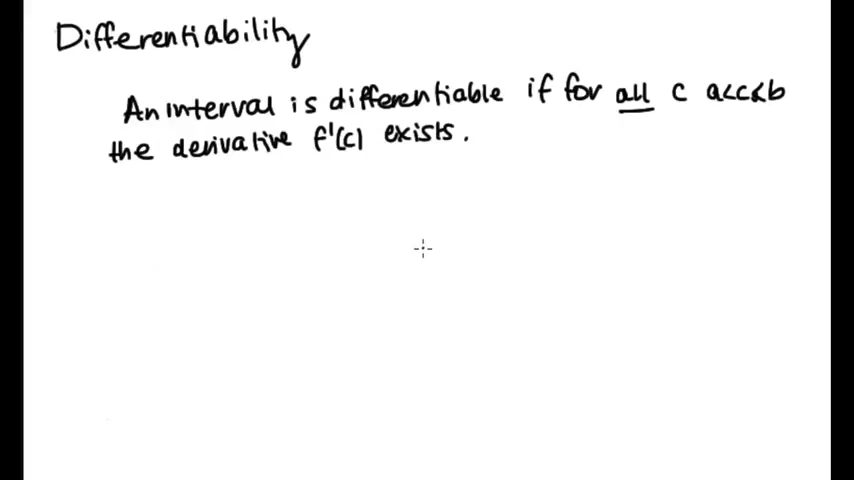 Differentiability
An interval is differentiable if for all c a<c<b
the derivative f'(c) exists.